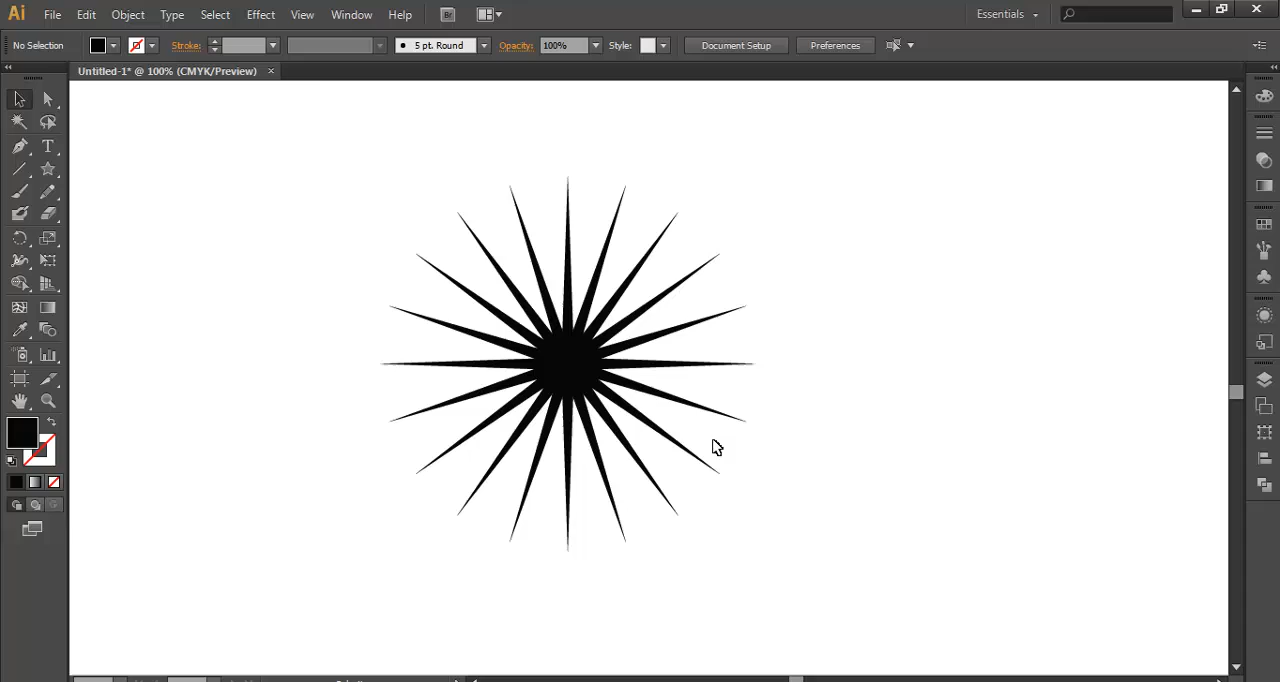 Ai File Edit Object Type Select Effect View Window Help Br Essentials
No Selection Stroke: 5 pt. Round Opacity: 100% Style: Document Setup Preferences
Untitled-1* @ 100% (CMYK/Preview) ×
T